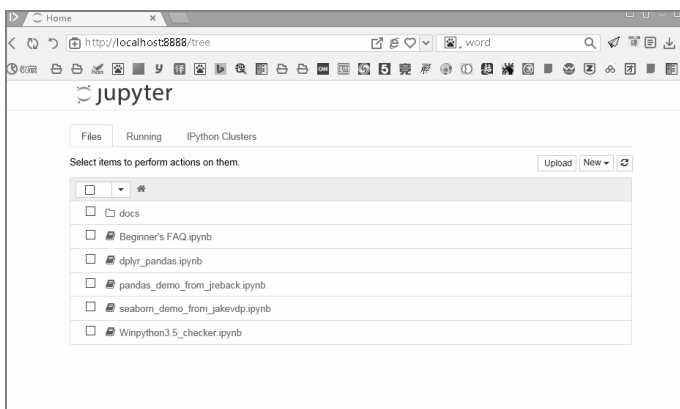 Home ×
http://localhost:8888/tree
word
jupyter
Files Running IPython Clusters
Select items to perform actions on them.
Upload New
docs
Beginner's FAQ.ipynb
dplyr_pandas.ipynb
pandas_demo_from_jreback.ipynb
seaborn_demo_from_jakevdp.ipynb
Winpython3.5_checker.ipynb